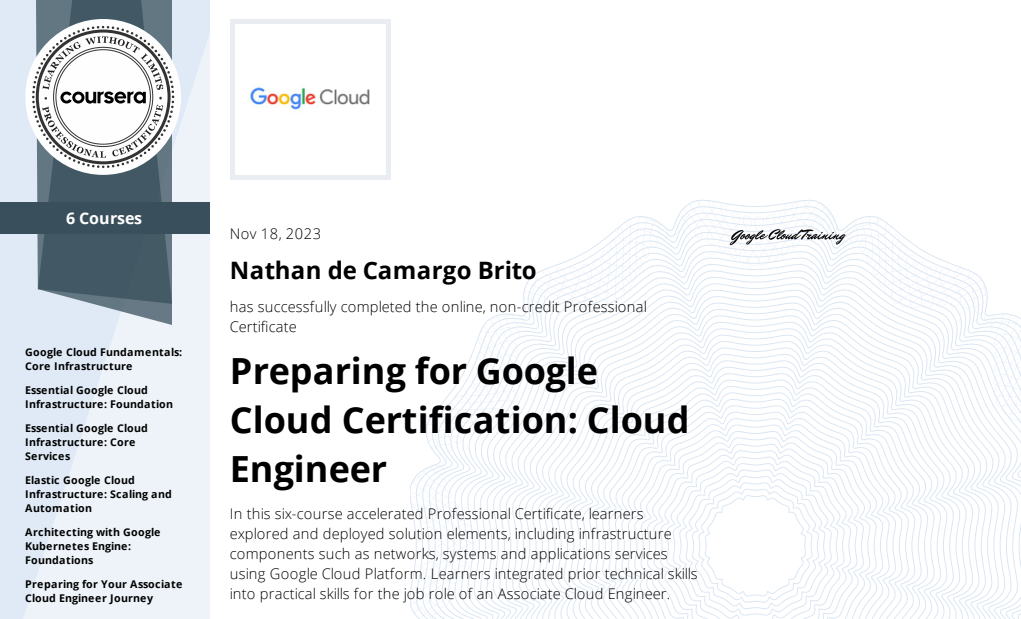 LEARNING WITHOUT LIMITS
coursera
PROFESSIONAL CERTIFICATE
6 Courses
Google Cloud Fundamentals:
Core Infrastructure
Essential Google Cloud
Infrastructure: Foundation
Essential Google Cloud
Infrastructure: Core
Services
Elastic Google Cloud
Infrastructure: Scaling and
Automation
Architecting with Google
Kubernetes Engine:
Foundations
Preparing for Your Associate
Cloud Engineer Journey
Google Cloud
Nov 18, 2023
Nathan de Camargo Brito
has successfully completed the online, non-credit Professional
Certificate
Preparing for Google
Cloud Certification: Cloud
Engineer
In this six-course accelerated Professional Certificate, learners
explored and deployed solution elements, including infrastructure
components such as networks, systems and applications services
using Google Cloud Platform. Learners integrated prior technical skills
into practical skills for the job role of an Associate Cloud Engineer.
Google Cloud Training